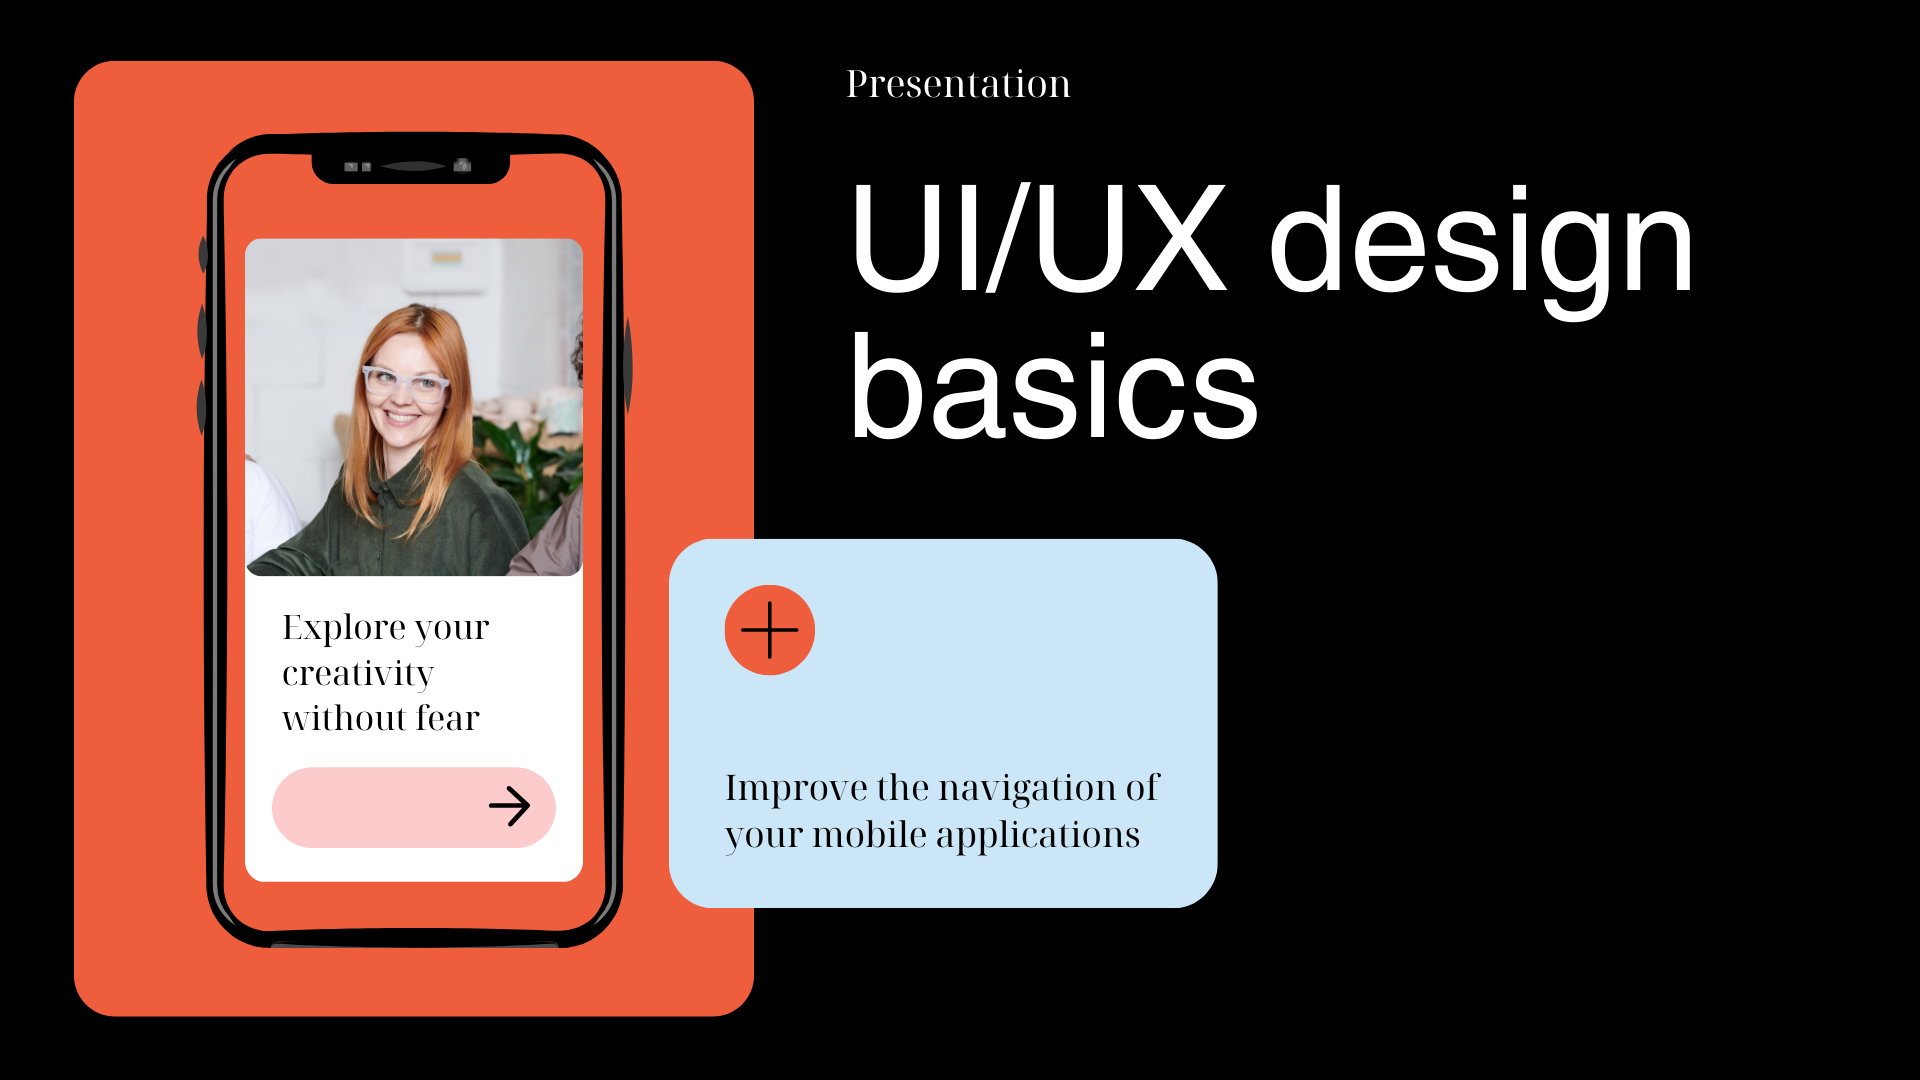 Presentation
UI/UX design
basics
Explore your
creativity
without fear
Improve the navigation of
your mobile applications